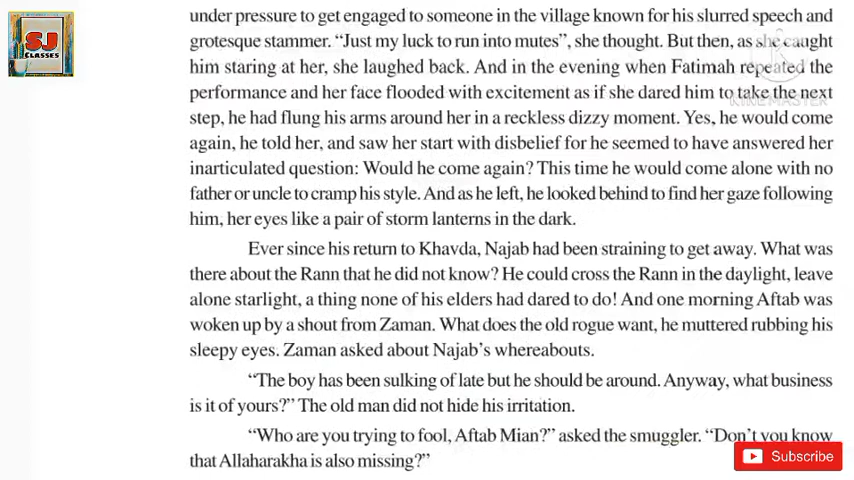 under pressure to get engaged to someone in the village known for his slurred speech and
SJ
CLASSES
grotesque stammer. “Just my luck to run into mutes”, she thought. But then, as she caught
him staring at her, she laughed back. And in the evening when Fatimah repeated the
performance and her face flooded with excitement as if she dared him to take the next
KINEMASTER
step, he had flung his arms around her in a reckless dizzy moment. Yes, he would come
again, he told her, and saw her start with disbelief for he seemed to have answered her
inarticulated question: Would he come again? This time he would come alone with no
father or uncle to cramp his style. And as he left, he looked behind to find her gaze following
him, her eyes like a pair of storm lanterns in the dark.
Ever since his return to Khavda, Najab had been straining to get away. What was
there about the Rann that he did not know? He could cross the Rann in the daylight, leave
alone starlight, a thing none of his elders had dared to do! And one morning Aftab was
woken up by a shout from Zaman. What does the old rogue want, he muttered rubbing his
sleepy eyes. Zaman asked about Najab’s whereabouts.
“The boy has been sulking of late but he should be around. Anyway, what business
is it of yours?” The old man did not hide his irritation.
“Who are you trying to fool, Aftab Mian?” asked the smuggler. “Don’t you know
that Allaharakha is also missing?”
Subscribe